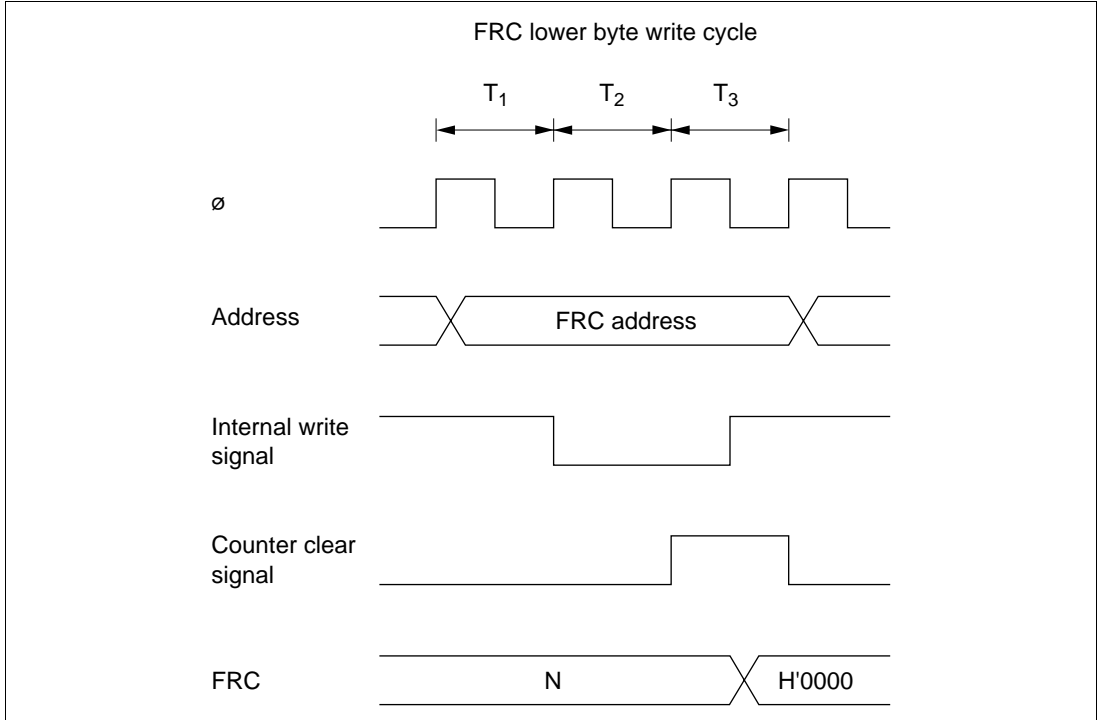 FRC lower byte write cycle
T1 T2 T3
ø
Address
FRC address
Internal write
signal
Counter clear
signal
FRC
N
H'0000